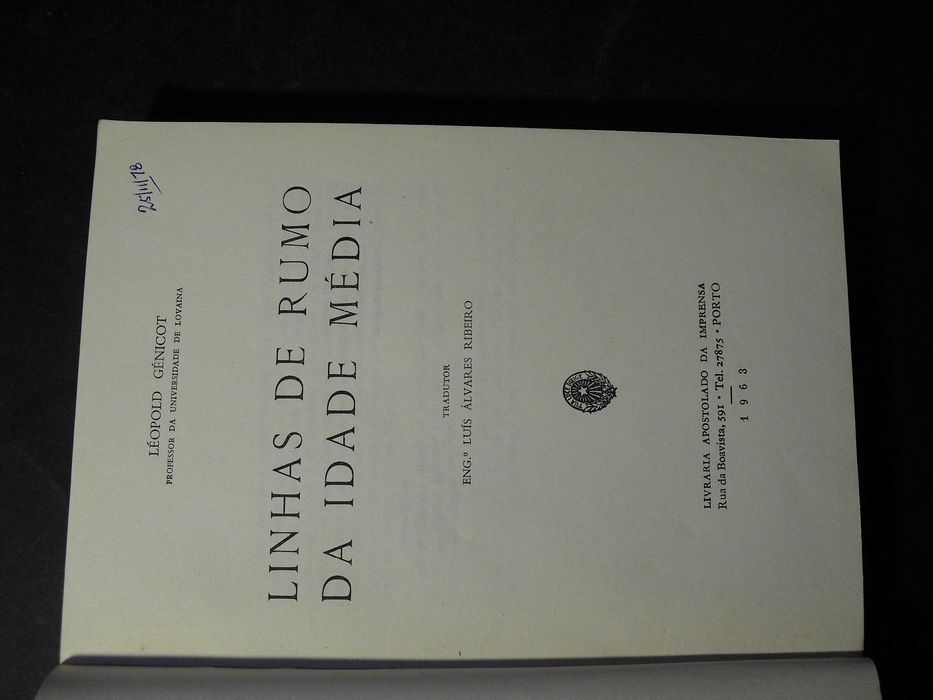 25/11/78
LÉOPOLD GÉNICOT
PROFESSOR DA UNIVERSIDADE DE LOVAINA
LINHAS DE RUMO
DA IDADE MÉDIA
TRADUTOR
ENG.º LUÍS ÁLVARES RIBEIRO
LIVRARIA APOSTOLADO DA IMPRENSA
Rua da Boavista, 591 • Tel. 27875 • PORTO
1963